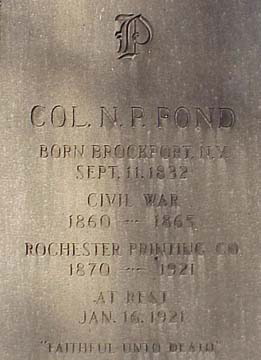 P
COL. N. P. POND
BORN BROCKPORT, N.Y.
SEPT. 11. 1832
CIVIL WAR
1860 — 1865
ROCHESTER PRINTING CO.
1870 — 1921
AT REST
JAN. 16, 1921
"FAITHFUL UNTO DEATH"